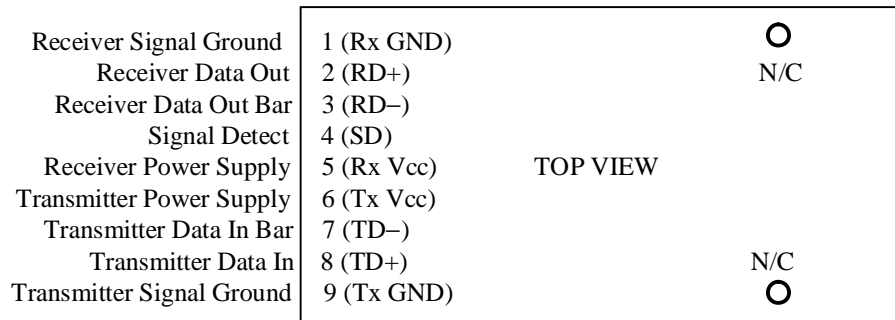 Receiver Signal Ground 1 (Rx GND)
Receiver Data Out 2 (RD+) N/C
Receiver Data Out Bar 3 (RD−)
Signal Detect 4 (SD)
Receiver Power Supply 5 (Rx Vcc) TOP VIEW
Transmitter Power Supply 6 (Tx Vcc)
Transmitter Data In Bar 7 (TD−)
Transmitter Data In 8 (TD+) N/C
Transmitter Signal Ground 9 (Tx GND)